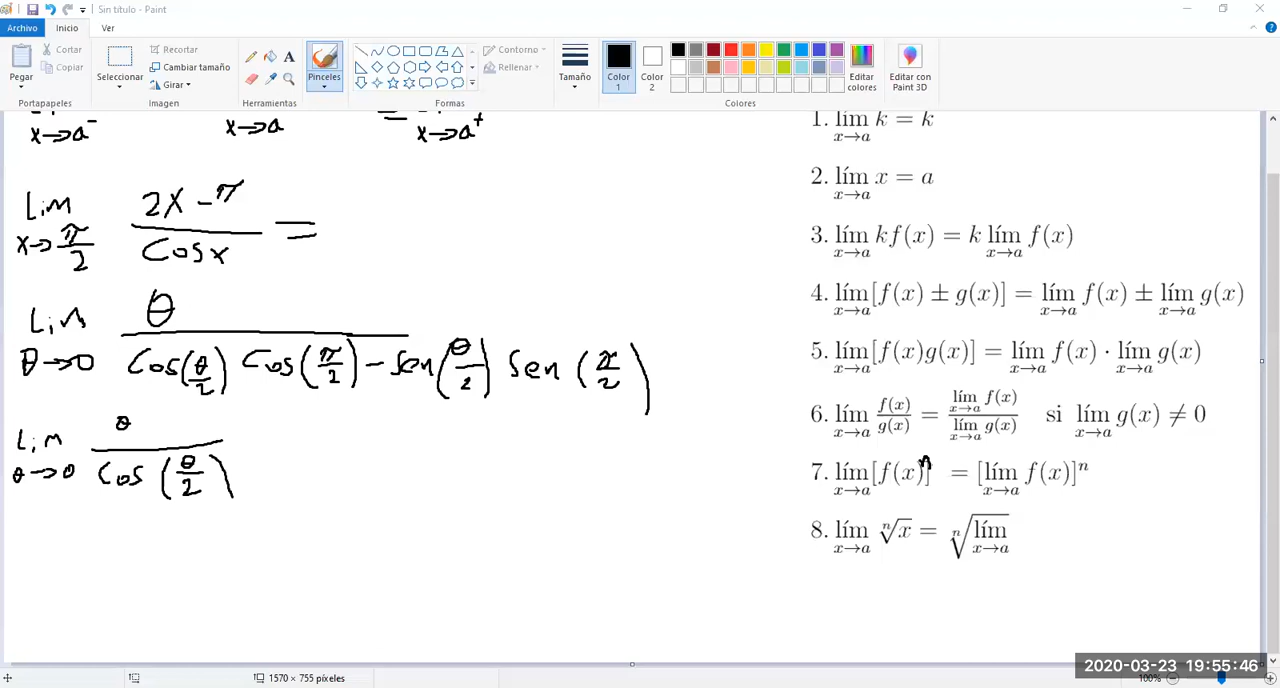 Sin título - Paint
Archivo Inicio Ver
Pegar
Cortar
Copiar
Portapapeles
Seleccionar
Recortar
Cambiar tamaño
Girar
Imagen
A
Herramientas
Pinceles
Contorno
Rellenar
Formas
Tamaño
Color 1
Color 2
Editar colores
Editar con Paint 3D
Colores
x→a⁻ x→a = x→a⁺
Lim x→π/2 (2x - π)/(Cos x) =
Lim θ→0 θ/(Cos(θ/2) Cos(π/2) - Sen(θ/2) Sen(π/2))
Lim θ→0 θ/(Cos(θ/2))
1. lím x→a k = k
2. lím x→a x = a
3. lím x→a kf(x) = k lím x→a f(x)
4. lím x→a [f(x) ± g(x)] = lím x→a f(x) ± lím x→a g(x)
5. lím x→a [f(x)g(x)] = lím x→a f(x) · lím x→a g(x)
6. lím x→a f(x)/g(x) = lím x→a f(x) / lím x→a g(x) si lím x→a g(x) ≠ 0
7. lím x→a [f(x)]ⁿ = [lím x→a f(x)]ⁿ
8. lím x→a ⁿ√x = ⁿ√lím x→a
1570 × 755 píxeles
100%
2020-03-23 19:55:46